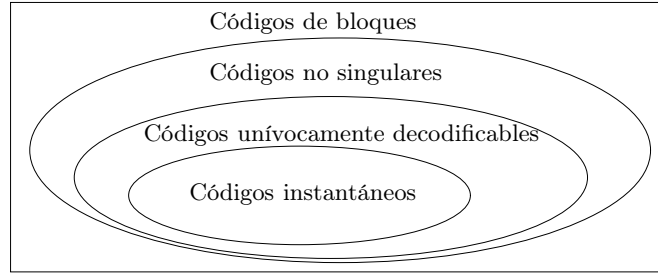 Códigos de bloques
Códigos no singulares
Códigos unívocamente decodificables
Códigos instantáneos